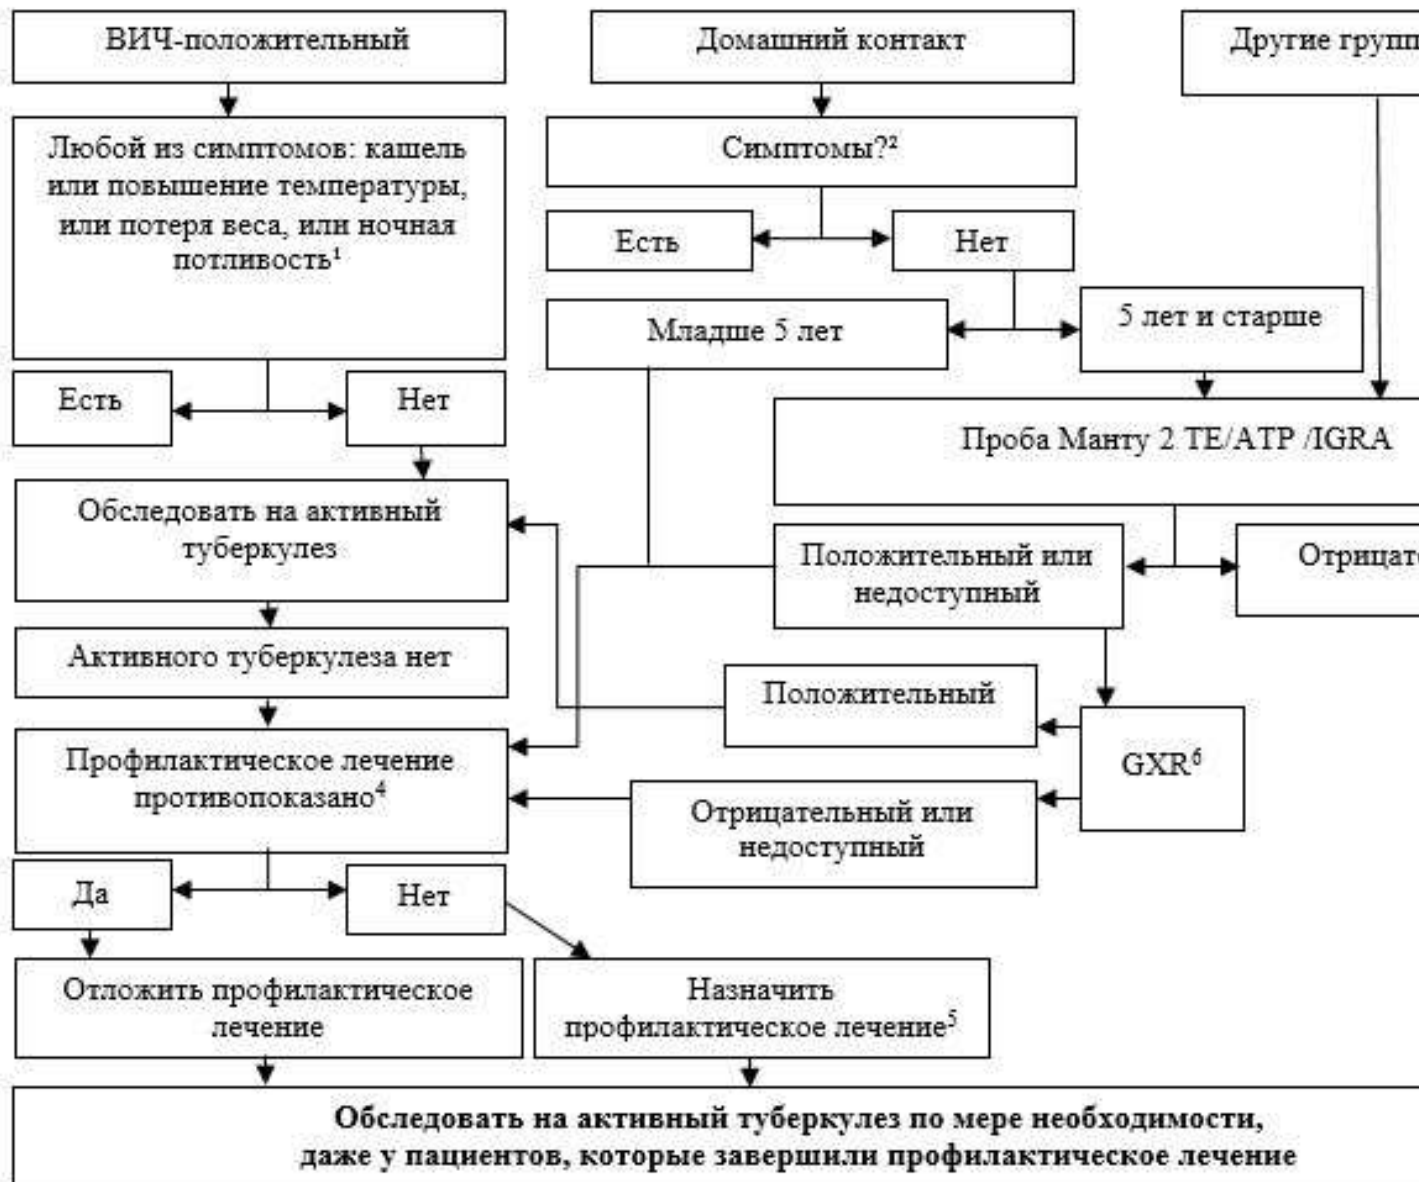 ВИЧ-положительный
Домашний контакт
Другие
Любой из симптомов: кашель
или повышение температуры,
или потеря веса, или ночная
потливость¹
Симптомы?²
Есть
Нет
Младше 5 лет
5 лет и старше
Есть
Нет
Проба Манту 2 ТЕ/АТР /IGRA
Обследовать на активный
туберкулез
Положительный или
недоступный
Активного туберкулеза нет
Положительный
Профилактическое лечение
противопоказано⁴
GXR⁶
Отрицательный или
недоступный
Да
Нет
Отложить профилактическое
лечение
Назначить
профилактическое лечение⁵
Обследовать на активный туберкулез по мере необходимости,
даже у пациентов, которые завершили профилактическое лечение